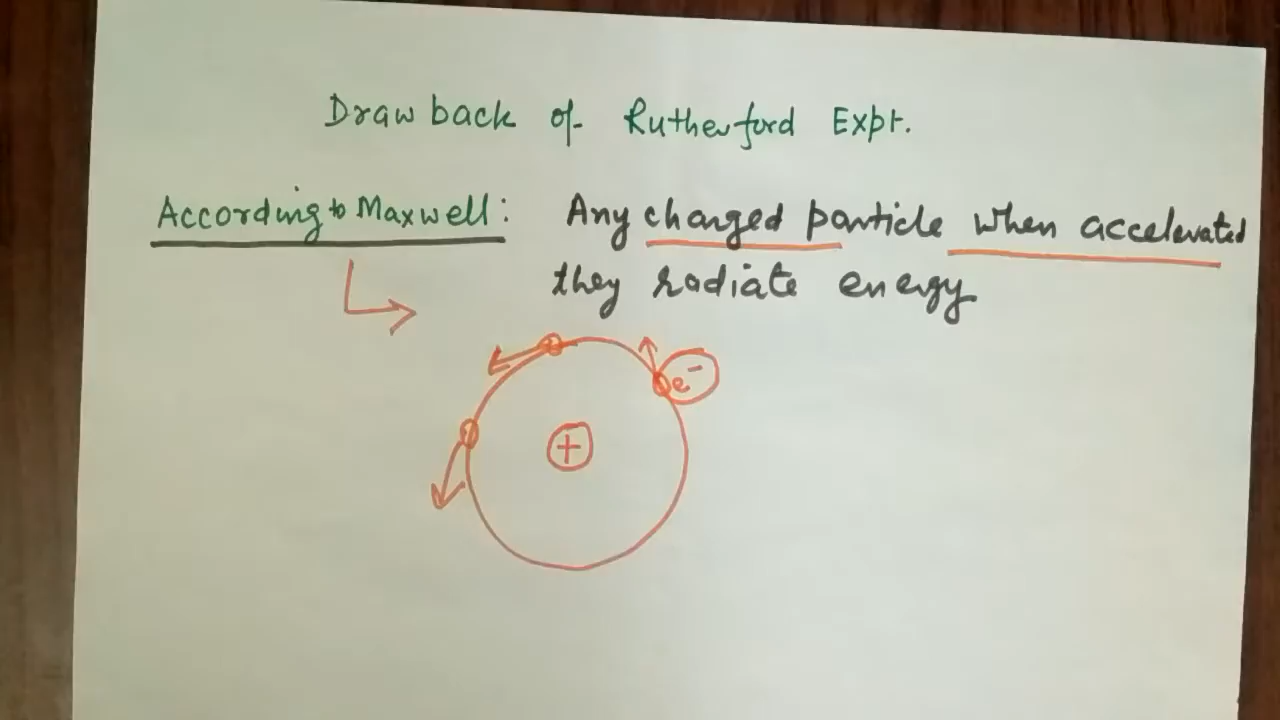 Draw back of Rutherford Expt.
According to Maxwell: Any charged particle when accelerated
they radiate energy
e⁻
+